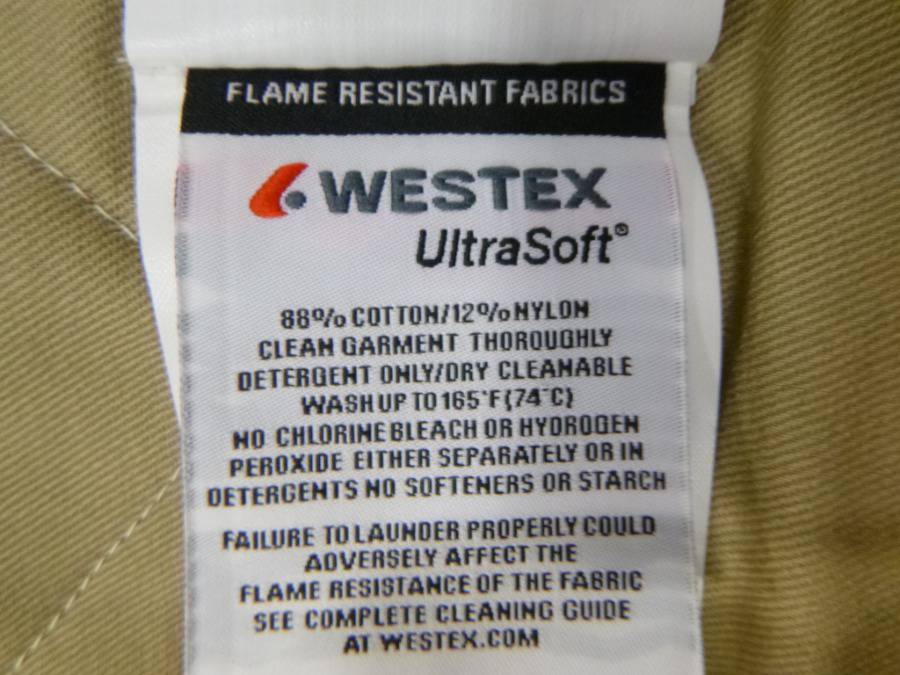 FLAME RESISTANT FABRICS
WESTEX
UltraSoft®
88% COTTON/12% NYLON
CLEAN GARMENT THOROUGHLY
DETERGENT ONLY/DRY CLEANABLE
WASH UP TO 165°F (74°C)
NO CHLORINE BLEACH OR HYDROGEN
PEROXIDE EITHER SEPARATELY OR IN
DETERGENTS NO SOFTENERS OR STARCH
FAILURE TO LAUNDER PROPERLY COULD
ADVERSELY AFFECT THE
FLAME RESISTANCE OF THE FABRIC
SEE COMPLETE CLEANING GUIDE
AT WESTEX.COM